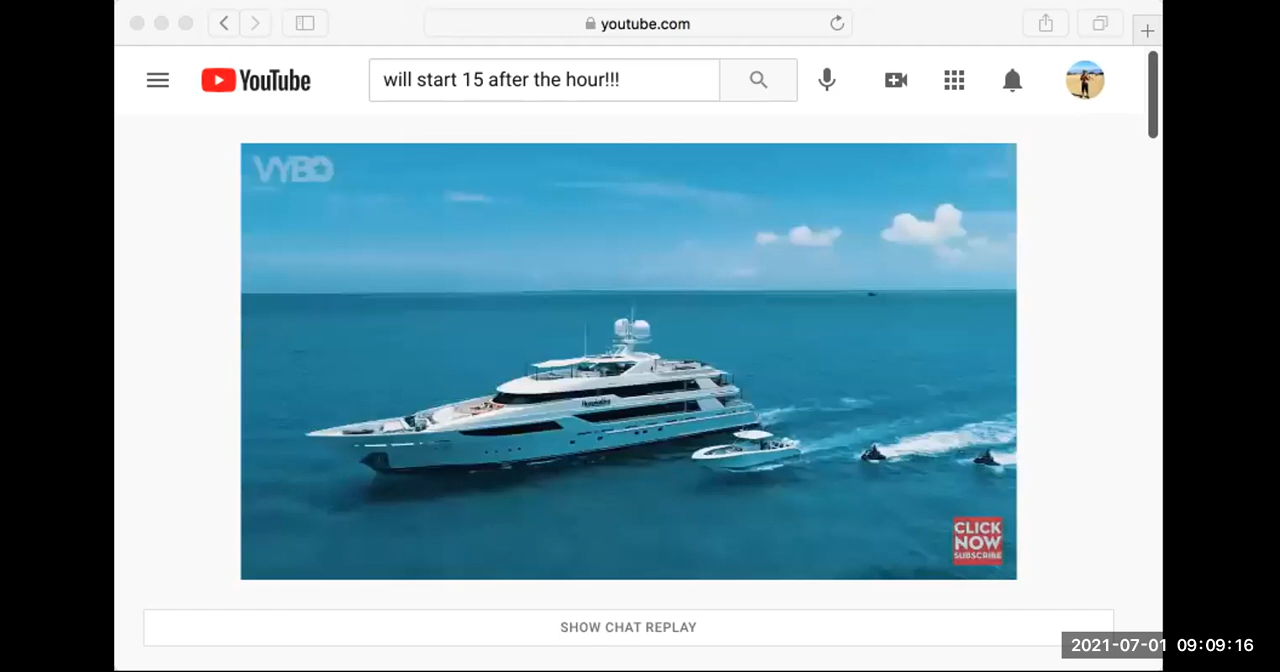 youtube.com
YouTube
will start 15 after the hour!!!
VYBO
CLICK
NOW
SUBSCRIBE
SHOW CHAT REPLAY
2021-07-01 09:09:16